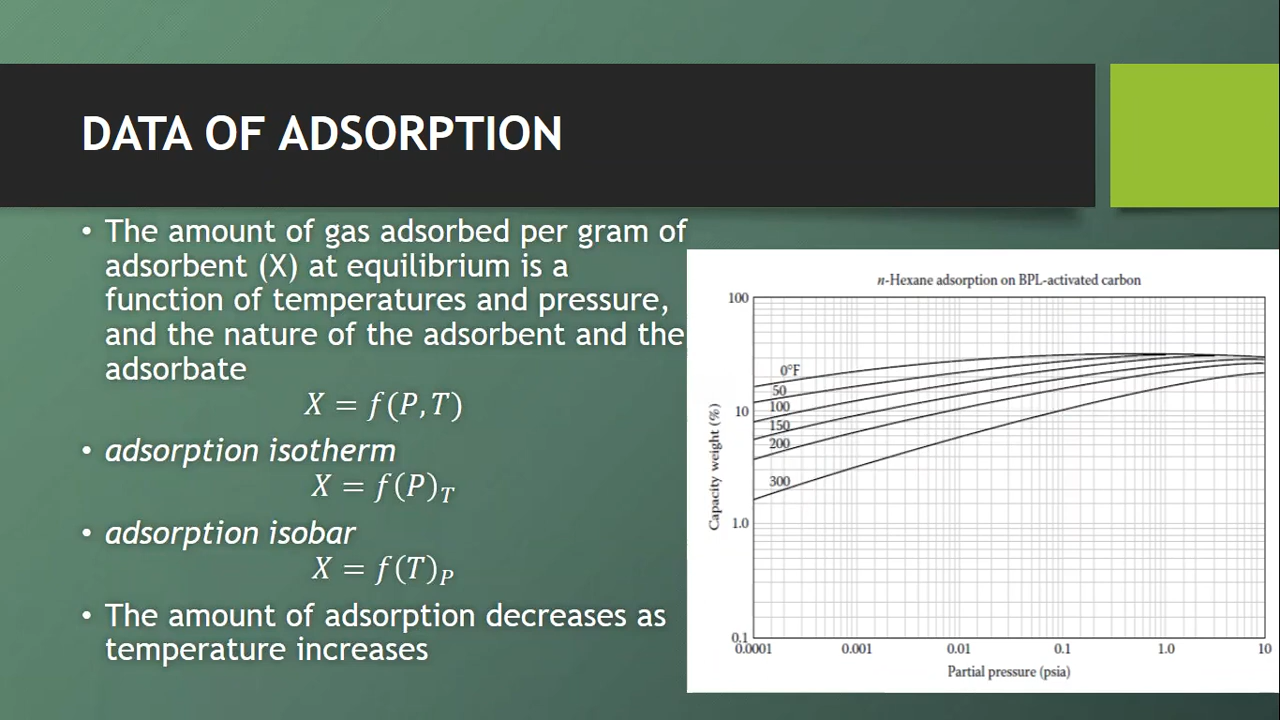 DATA OF ADSORPTION
• The amount of gas adsorbed per gram of
adsorbent (X) at equilibrium is a
function of temperatures and pressure,
and the nature of the adsorbent and the
adsorbate
X = f(P,T)
• adsorption isotherm
X = f(P)_T
• adsorption isobar
X = f(T)_P
• The amount of adsorption decreases as
temperature increases
n-Hexane adsorption on BPL-activated carbon
100
10
1.0
0.1
Capacity weight (%)
0°F
50
100
150
200
300
0.0001
0.001
0.01
0.1
1.0
10
Partial pressure (psia)